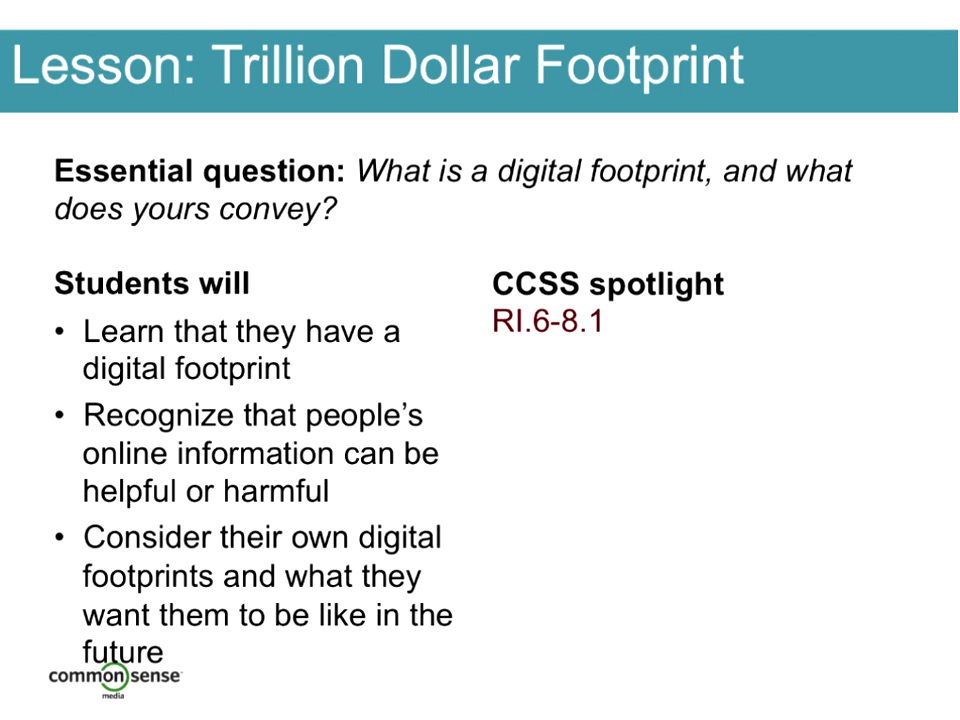 Lesson: Trillion Dollar Footprint
Essential question: What is a digital footprint, and what
does yours convey?
Students will
• Learn that they have a
digital footprint
• Recognize that people’s
online information can be
helpful or harmful
• Consider their own digital
footprints and what they
want them to be like in the
future
CCSS spotlight
RI.6-8.1
common sense
media